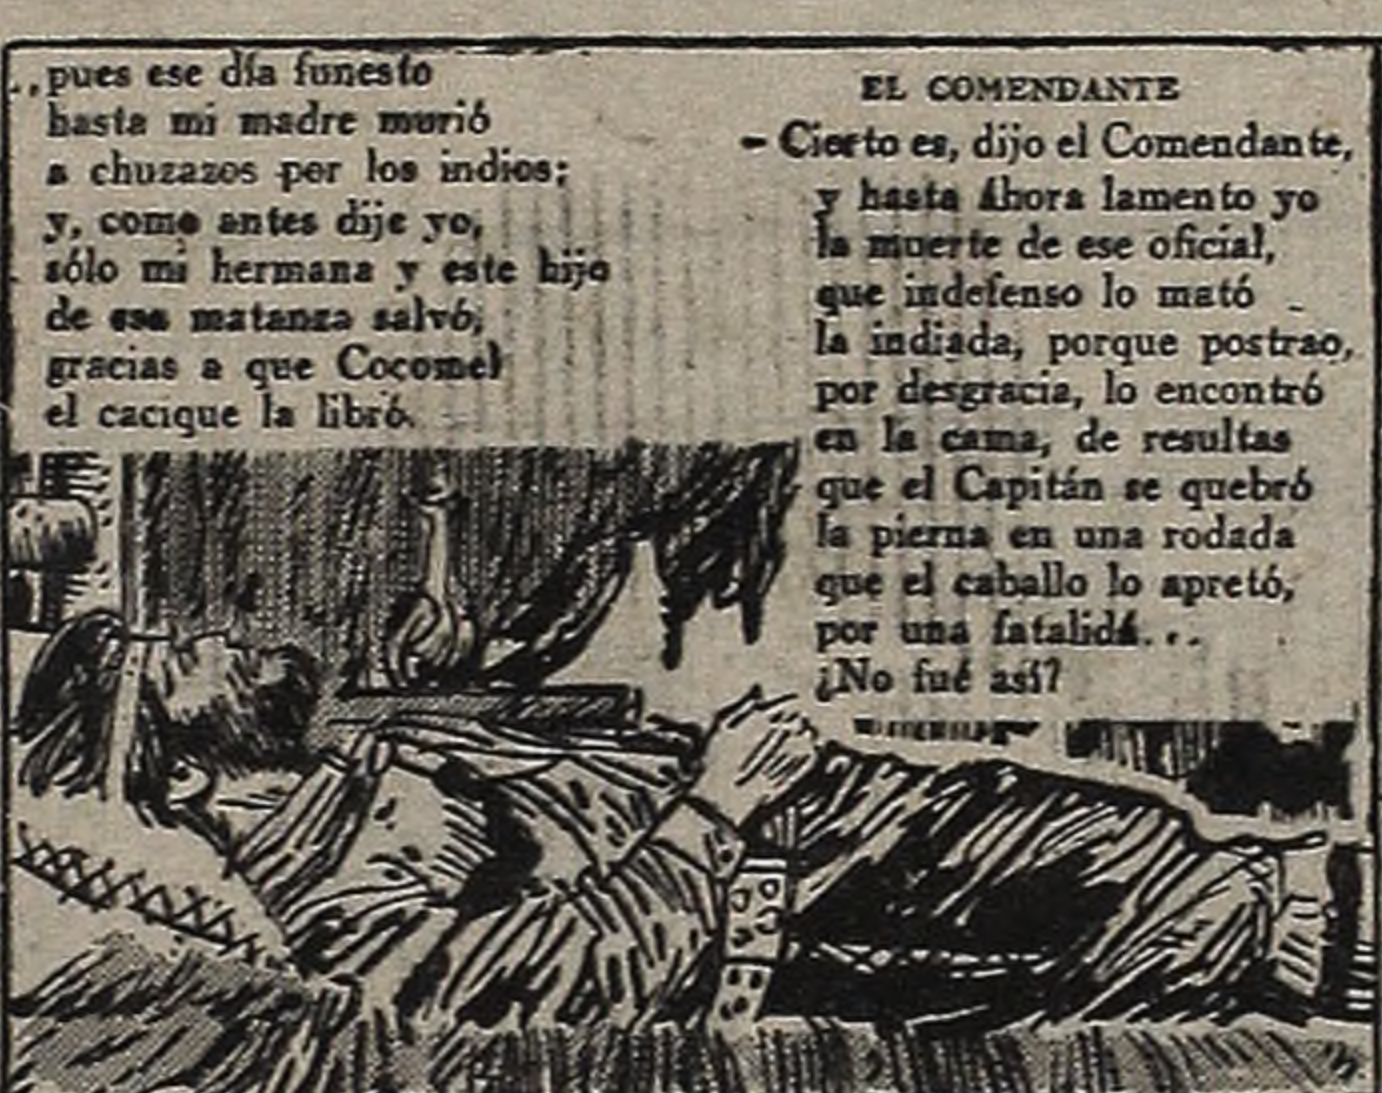 ..pues ese día funesto
hasta mi madre murió
a chuzazos por los indios;
y, como antes dije yo,
sólo mi hermana y este hijo
de esa matanza salvó,
gracias a que Cocomel
el cacique la libró.
EL COMENDANTE
- Cierto es, dijo el Comendante,
y hasta áhora lamento yo
la muerte de ese oficial,
que indefenso lo mató
la indiada, porque postrao,
por desgracia, lo encontró
en la cama, de resultas
que el Capitán se quebró
la pierna en una rodada
que el caballo lo apretó,
por una fatalidá...
¿No fué así?